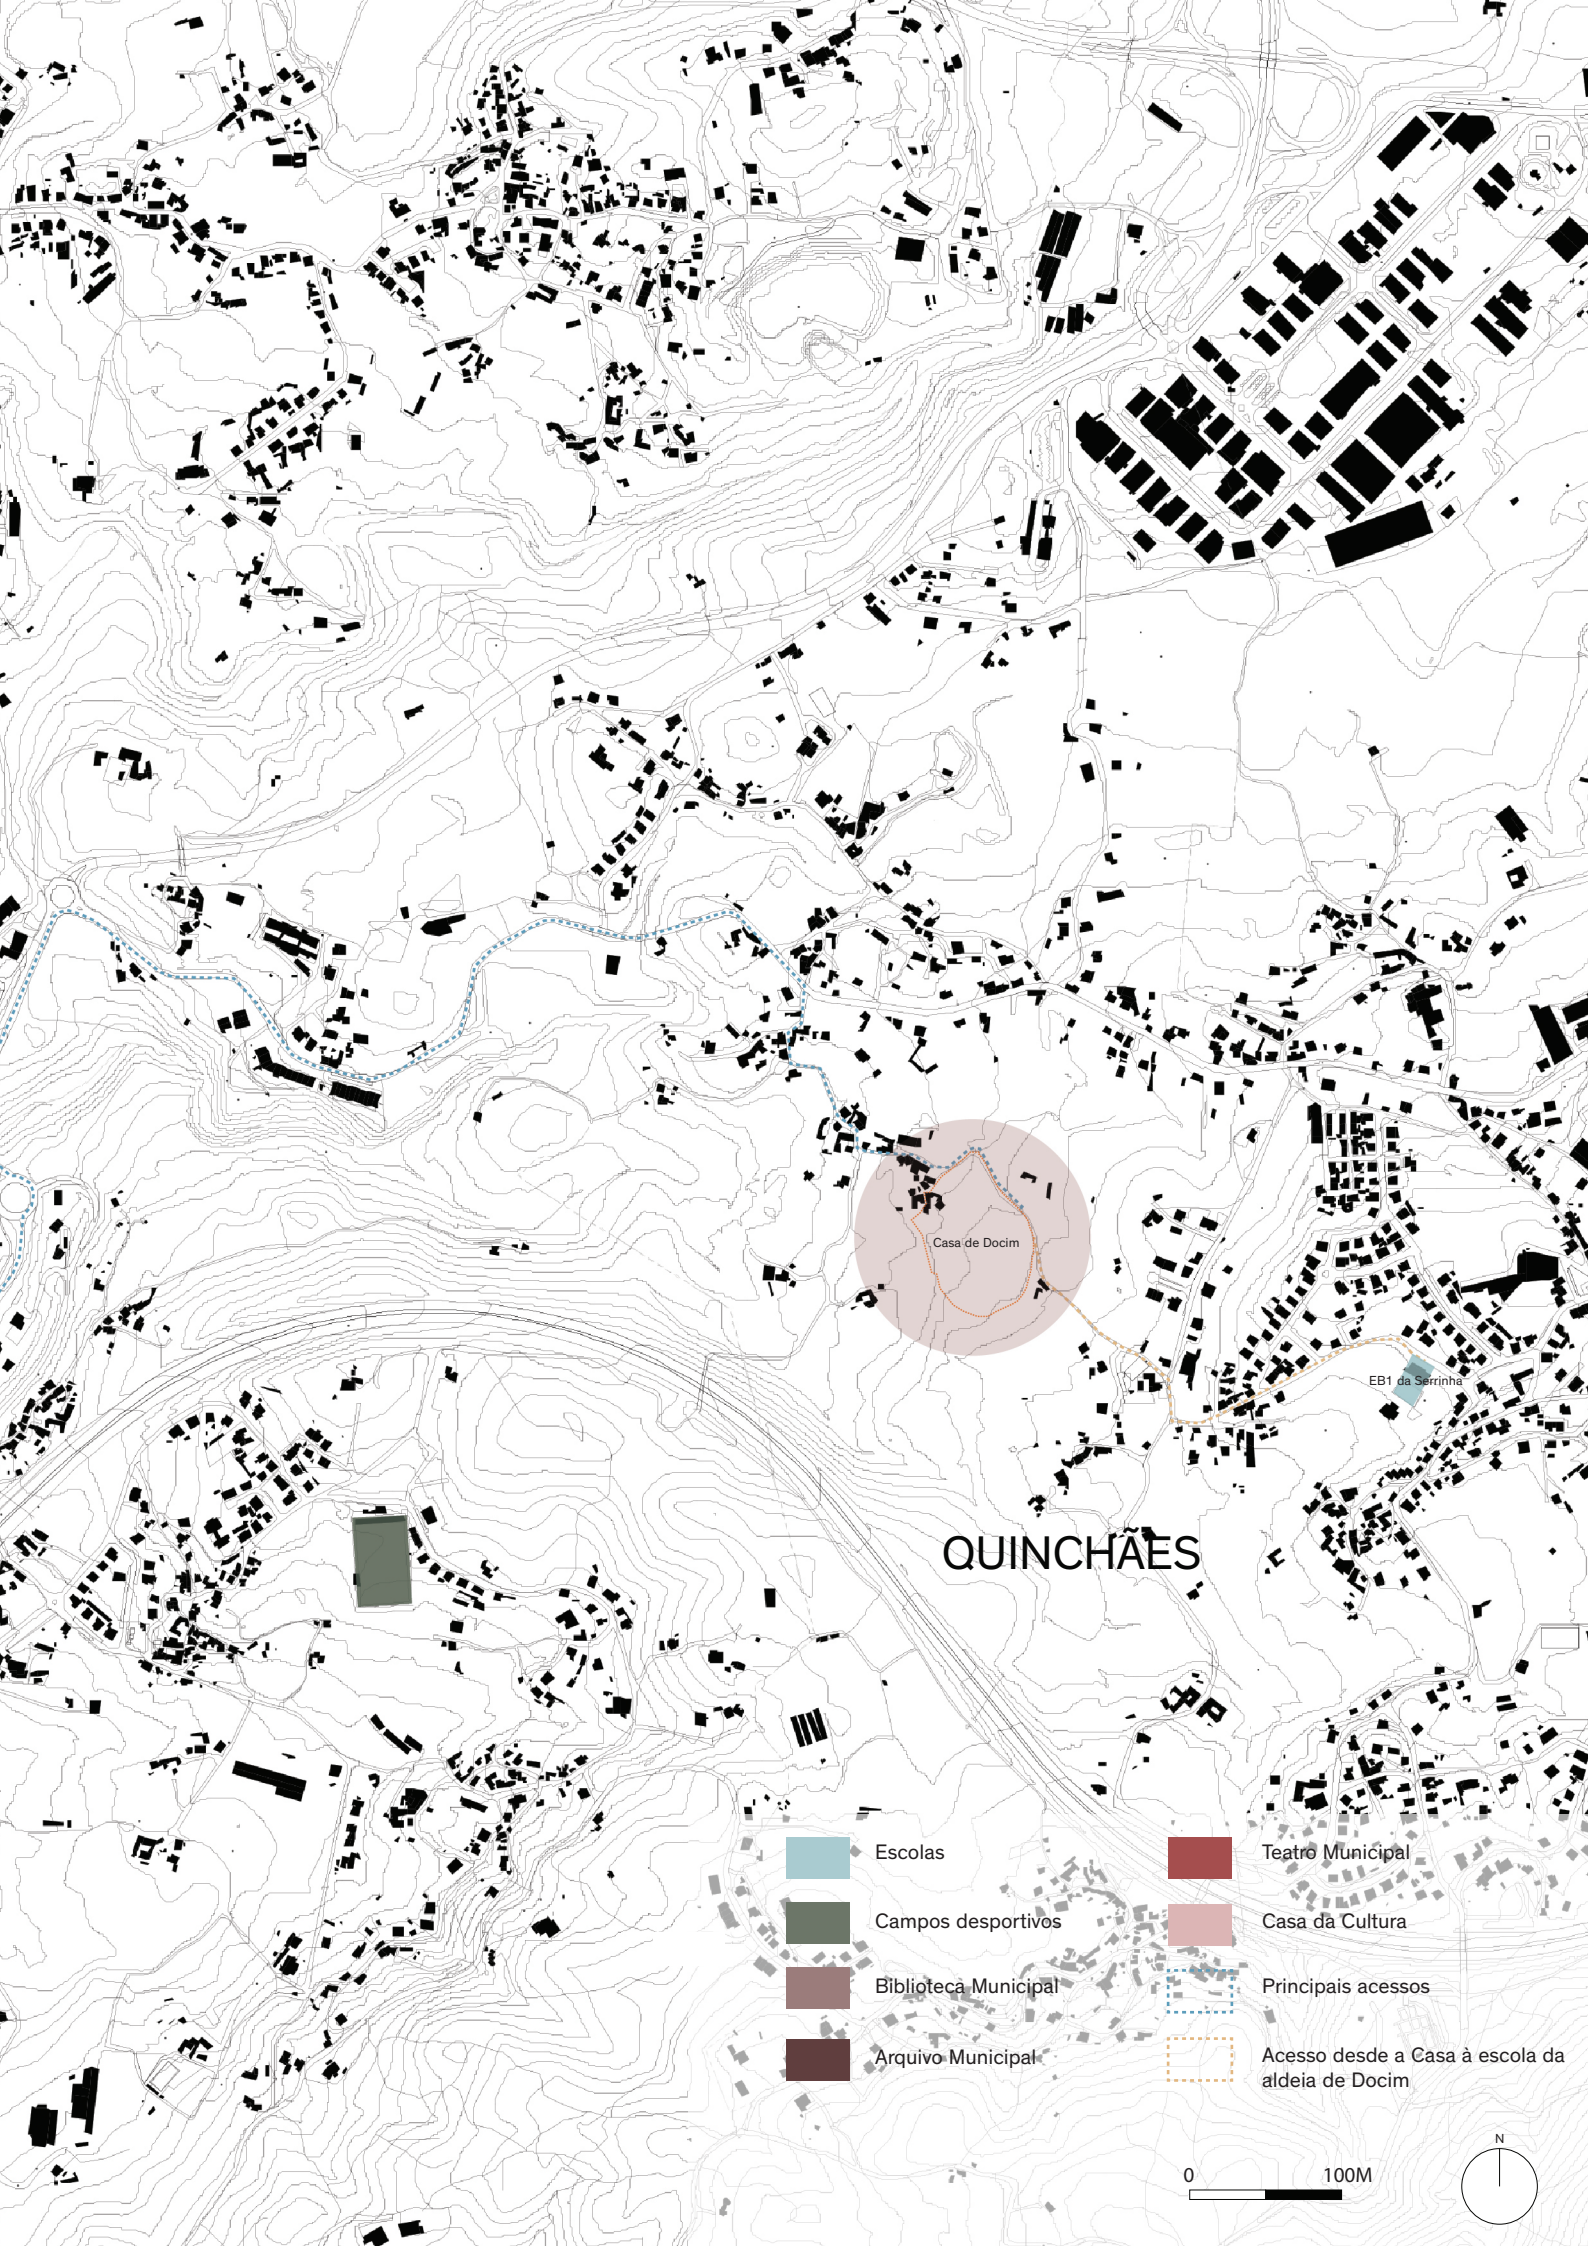 Casa de Docim
EB1 da Serrinha
QUINCHÃES
Escolas
Campos desportivos
Biblioteca Municipal
Arquivo Municipal
Teatro Municipal
Casa da Cultura
Principais acessos
Acesso desde a Casa à escola da
aldeia de Docim
N
0 100M